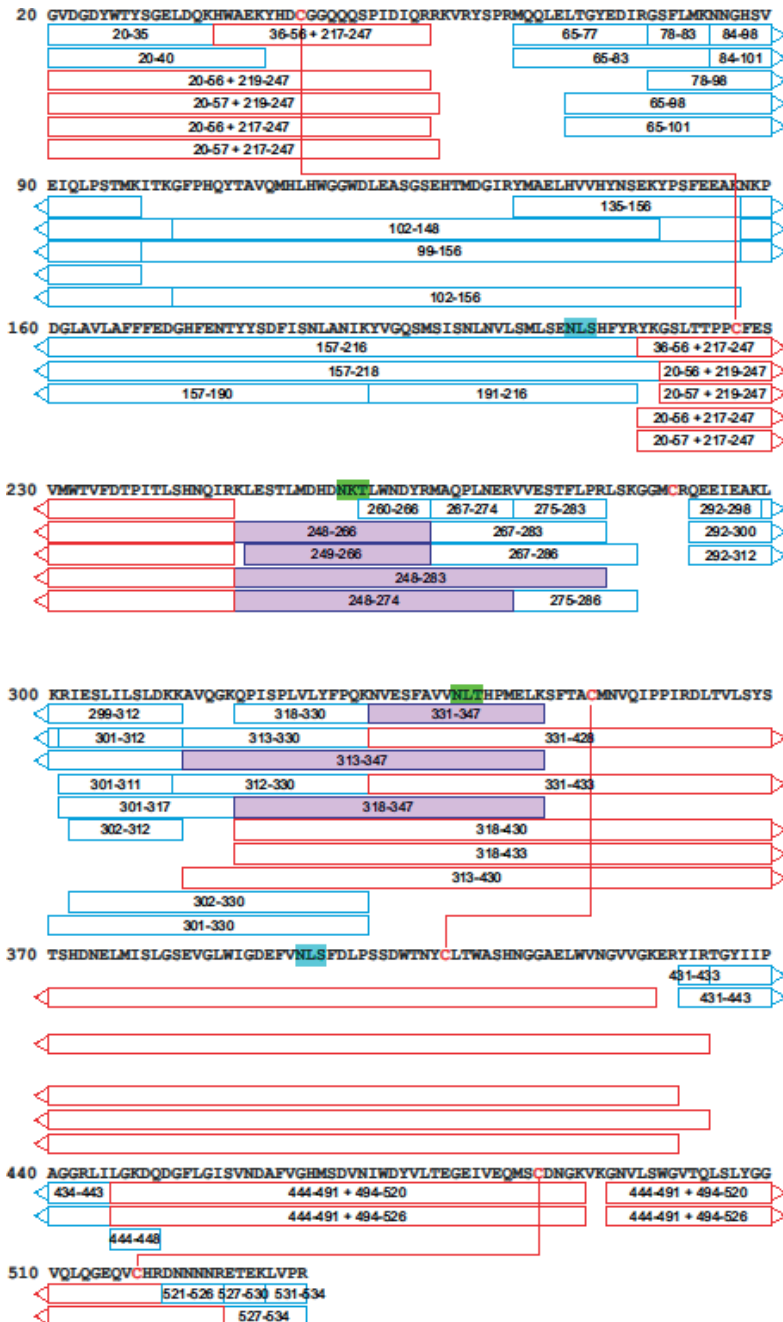 20 GVDGDYWTYSGELDQKHWAEKYHDCGGQQQSPIDIQRRKVRYSPRMQQLELTGYEDIRGSFLMKNNGHSV
20-35 36-56 + 217-247 65-77 78-83 84-98
20-40 65-83 84-101
20-56 + 219-247 78-98
20-57 + 219-247 65-98
20-56 + 217-247 65-101
20-57 + 217-247
90 EIQLPSTMKITKGFPHQYTAVQMHLHWGGWDLEASGSEHTMDGIRYMAELHVVHYNSEKYPSFEEAKNKP
135-156
102-148
99-156
102-156
160 DGLAVLAFFFEDGHFENTYYSDFISNLANIKYVGQSMSISNLNVLSMLSENLSHFYRYKGSLTTPPCFES
157-216 36-56 + 217-247
157-218 20-56 + 219-247
157-190 191-216 20-57 + 219-247
20-56 + 217-247
20-57 + 217-247
230 VMWTVFDTPITLSHNQIRKLESTLMDHDNKTLWNDYRMAQPLNERVVESTFLPRLSKGGMCRQEEIEAKL
260-266 267-274 275-283 292-298
248-266 267-283 292-300
249-266 267-286 292-312
248-283
248-274 275-286
300 KRIESLILSLDKKAVQGKQPISPLVLYFPQKNVESFAVVNLTHPMELKSFTACMNVQIPPIRDLTVLSYS
299-312 318-330 331-347
301-312 313-330 331-428
313-347
301-311 312-330 331-433
301-317 318-347
302-312 318-430
318-433
313-430
302-330
301-330
370 TSHDNELMISLGSEVGLWIGDEFVNLSFDLPSSDWTNYCLTWASHNGGAELWVNGVVGKERYIRTGYIIP
431-433
431-443
440 AGGRLILGKDQDGFLGISVNDAFVGHMSDVNIWDYVLTEGEIVEQMSCDNGKVKGNVLSWGVTQLSLYGG
434-443 444-491 + 494-520 444-491 + 494-520
444-491 + 494-526 444-491 + 494-526
444-448
510 VQLQGEQVCHRDNNNNRETEKLVPR
521-526 527-530 531-534
527-534